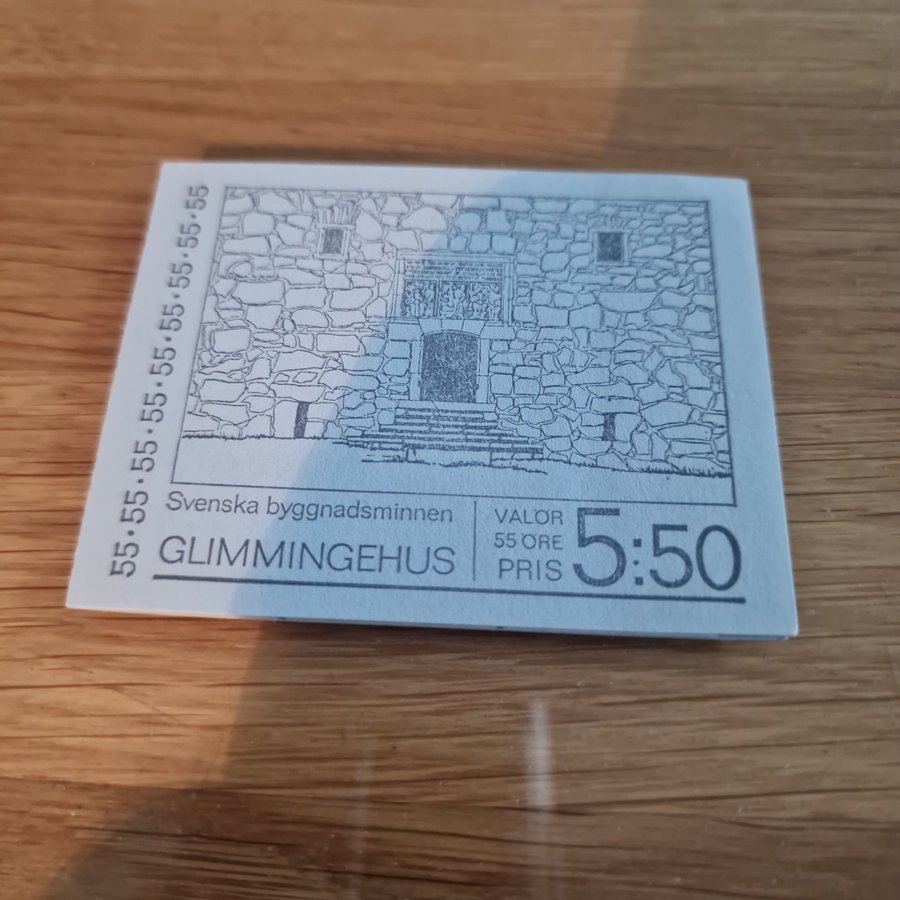 55·55·55·55·55·55·55·55
Svenska byggnadsminnen
GLIMMINGEHUS
VALÖR
55 ÖRE
PRIS
5:50